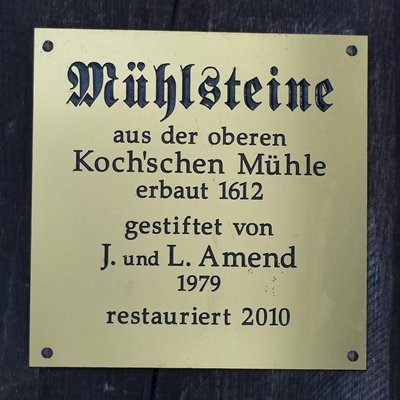 Mühlsteine
aus der oberen
Koch'schen Mühle
erbaut 1612
gestiftet von
J. und L. Amend
1979
restauriert 2010